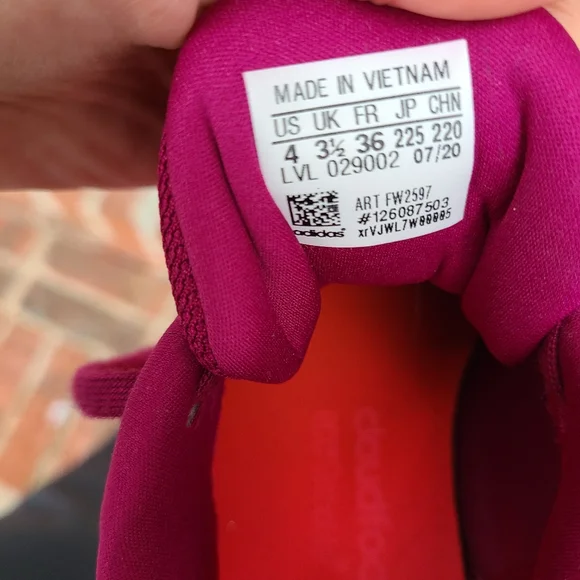 MADE IN VIETNAM
US UK FR JP CHN
4 3½ 36 225 220
LVL 029002 07/20
ART FW2597
#126087503
adidas
cloudfoam